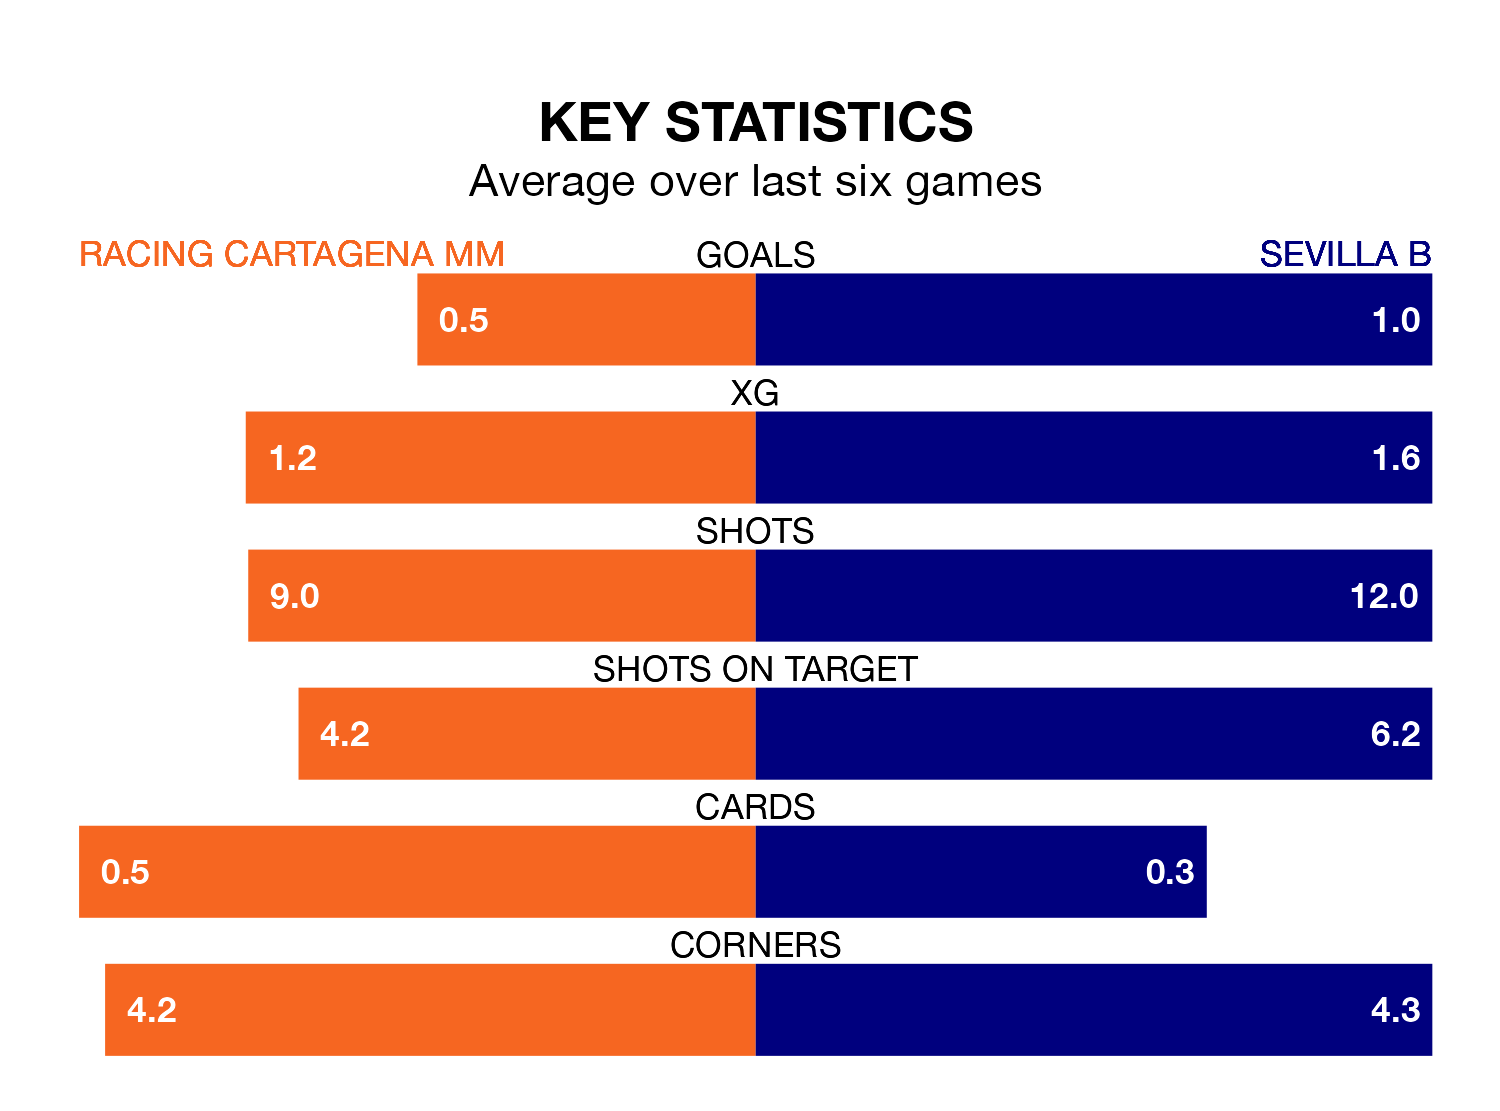 KEY STATISTICS
Average over last six games
RACING CARTAGENA MM GOALS SEVILLA B
0.5 1.0
XG
1.2 1.6
SHOTS
9.0 12.0
SHOTS ON TARGET
4.2 6.2
CARDS
0.5 0.3
CORNERS
4.2 4.3